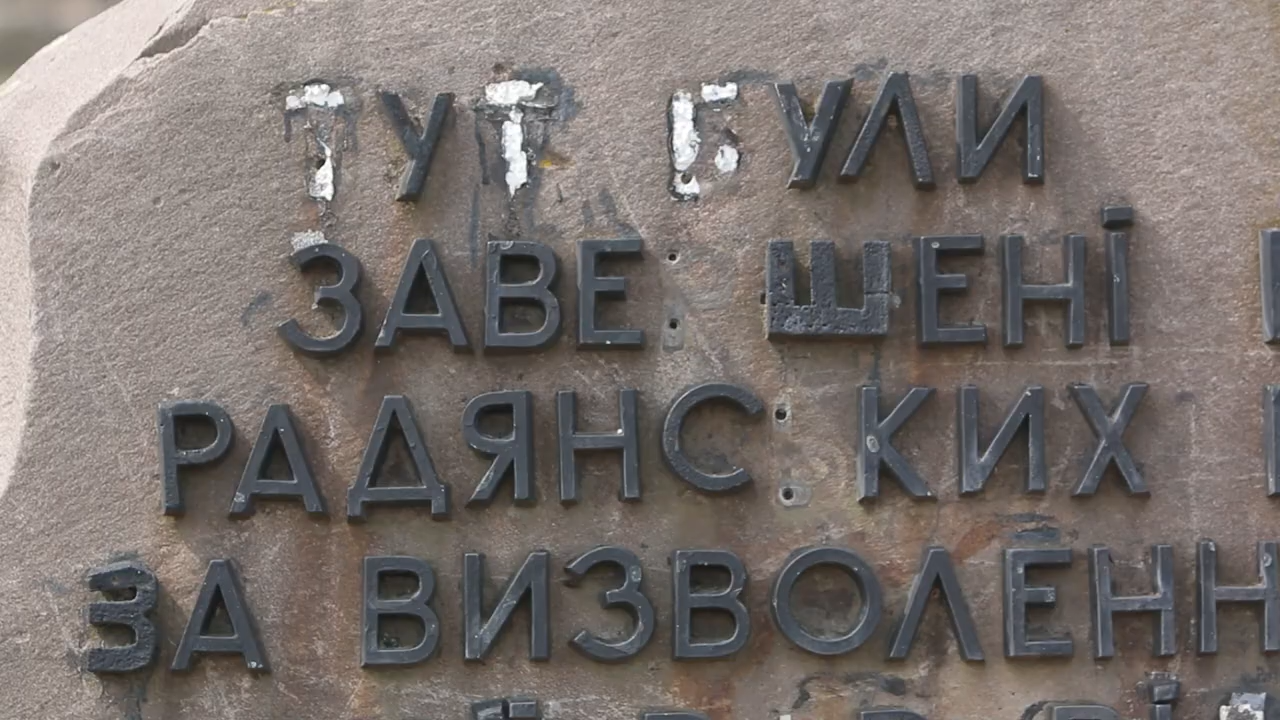 ТУТ БУЛИ
ЗАВЕ ШЕНІ
РАДЯНС КИХ
ЗА ВИЗВОЛЕНН